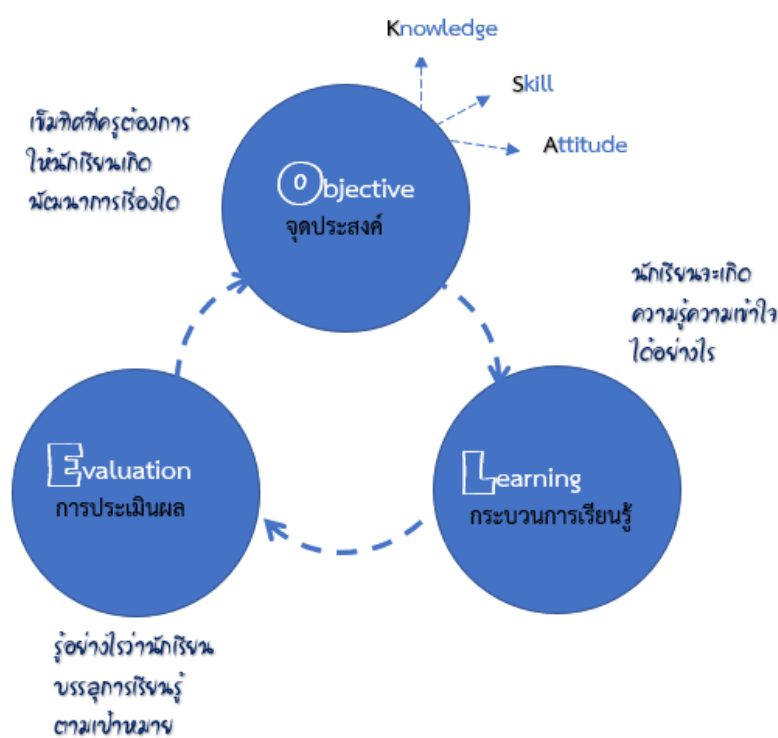 Knowledge
Skill
Attitude
เข็มทิศที่ครูต้องการ
ให้นักเรียนเกิด
พัฒนาการเรื่องใด
Objective
จุดประสงค์
นักเรียนจะเกิด
ความรู้ความเข้าใจ
ได้อย่างไร
Evaluation
การประเมินผล
Learning
กระบวนการเรียนรู้
รู้อย่างไรว่านักเรียน
บรรลุการเรียนรู้
ตามเป้าหมาย